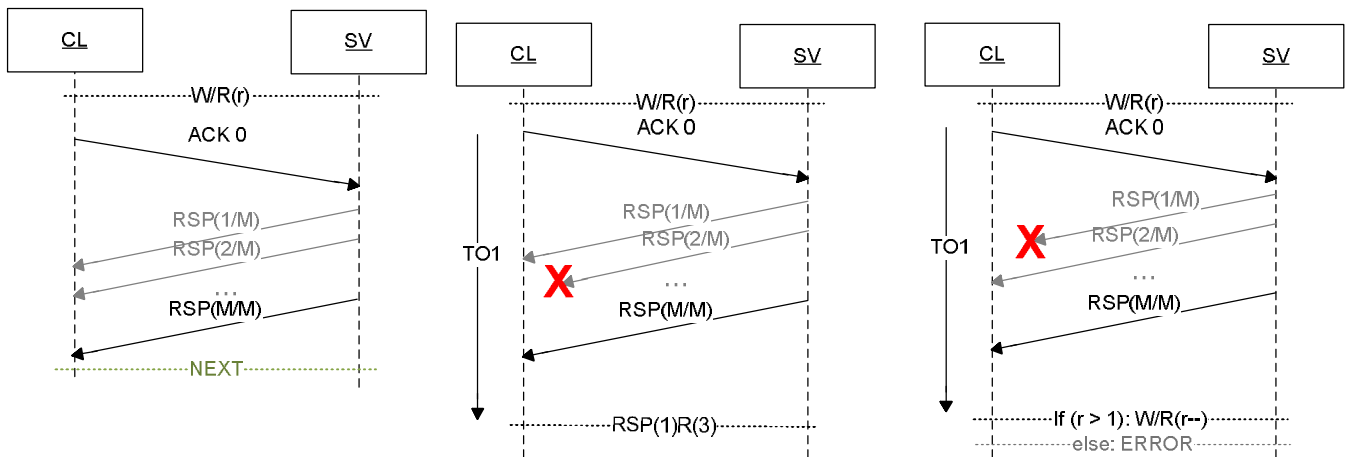 CL
SV
W/R(r)
ACK 0
RSP(1/M)
RSP(2/M)
...
RSP(M/M)
NEXT
CL
SV
W/R(r)
ACK 0
RSP(1/M)
RSP(2/M)
TO1
X
...
RSP(M/M)
RSP(1)R(3)
CL
SV
W/R(r)
ACK 0
RSP(1/M)
RSP(2/M)
TO1
X
...
RSP(M/M)
If (r > 1): W/R(r--)
else: ERROR